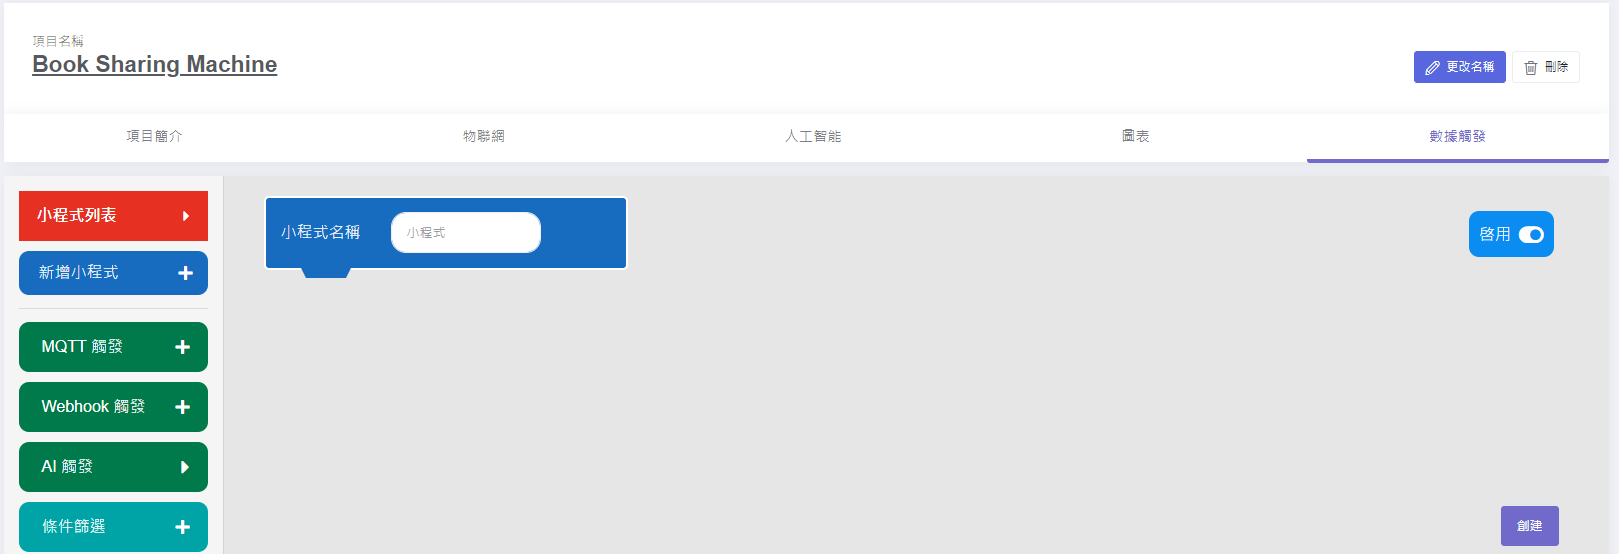 項目名稱
Book Sharing Machine
更改名稱
刪除
項目簡介
物聯網
人工智能
圖表
數據觸發
小程式列表
新增小程式
MQTT 觸發
Webhook 觸發
AI 觸發
條件篩選
小程式名稱
小程式
啓用
創建